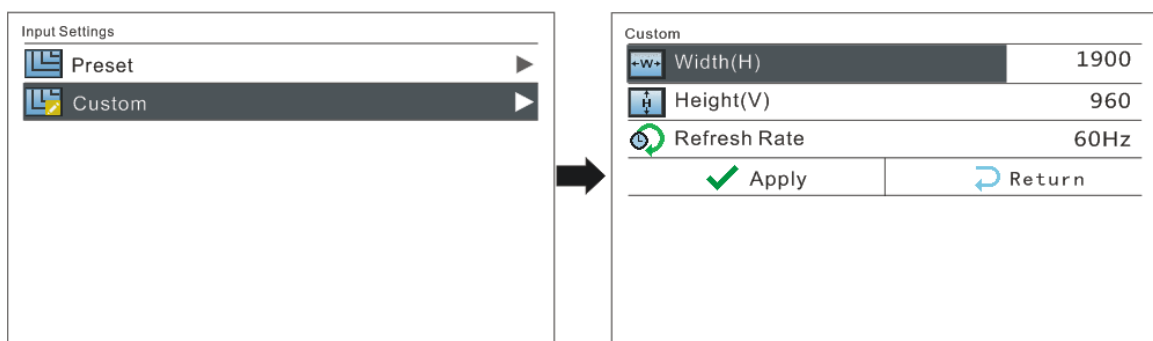 Input Settings
Preset
Custom
Custom
←W→ Width(H) 1900
H Height(V) 960
Refresh Rate 60Hz
Apply Return